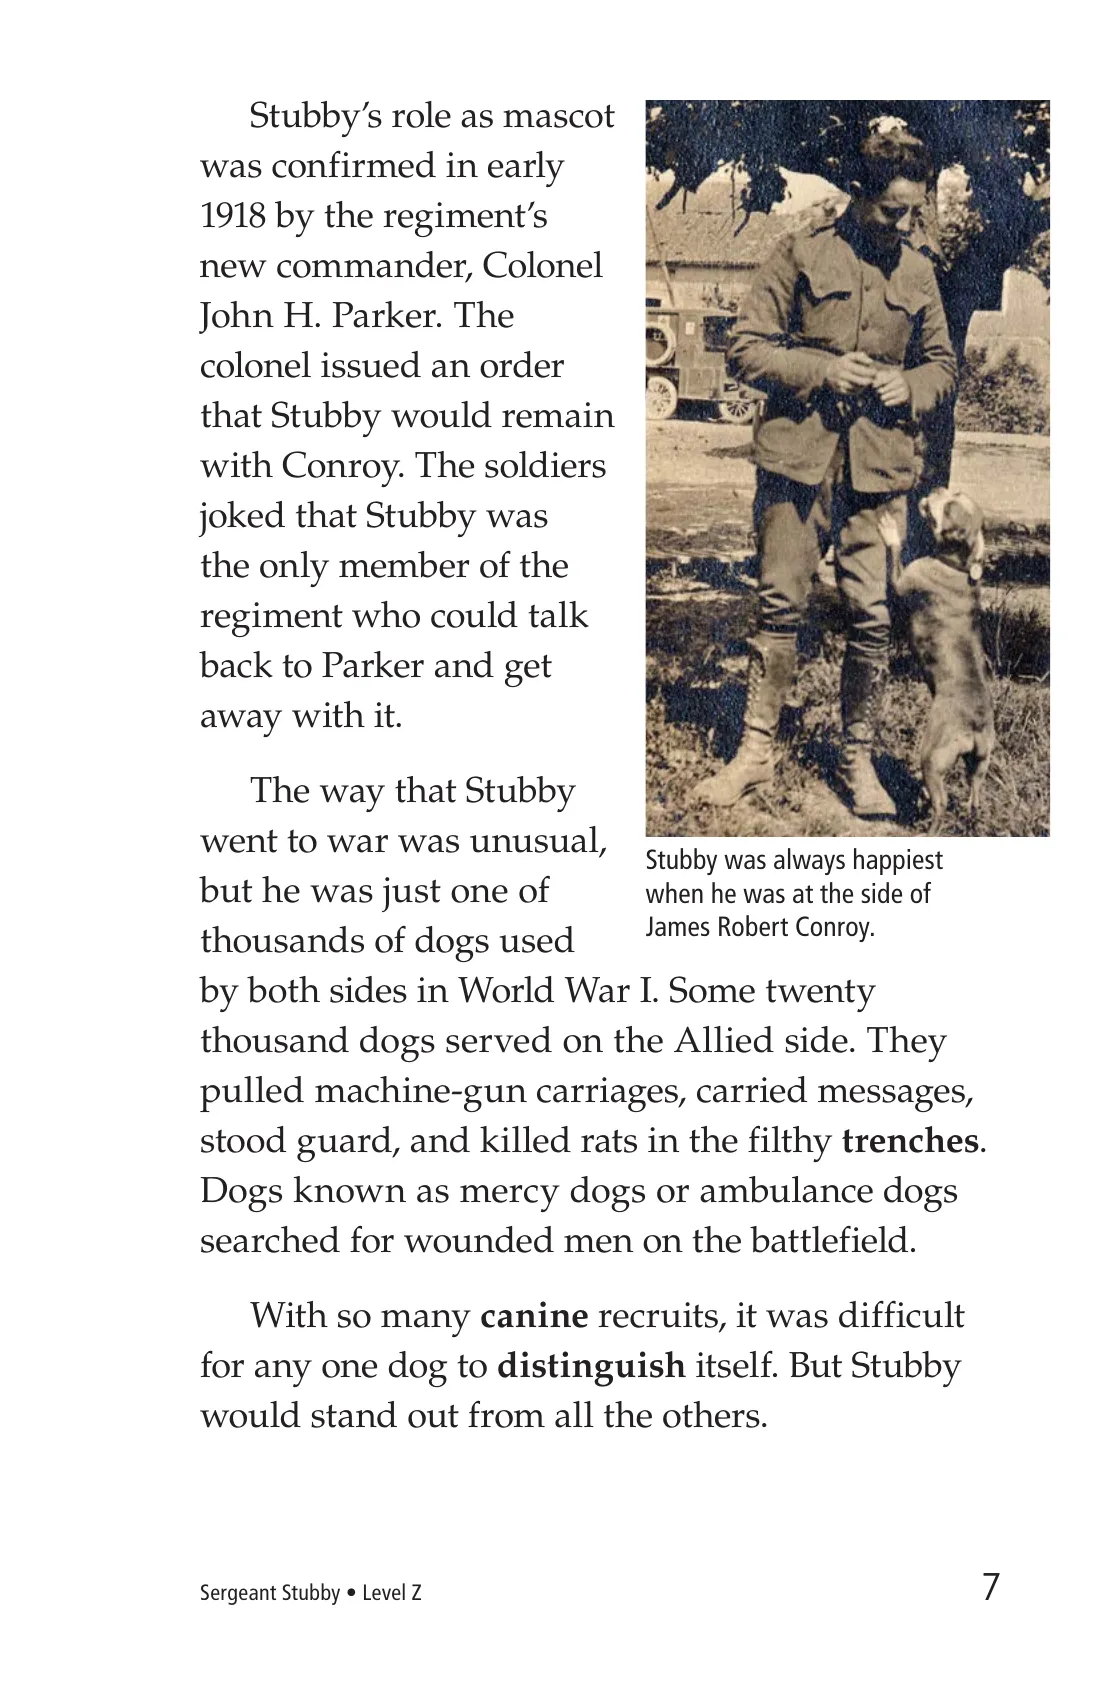 Stubby’s role as mascot
was confirmed in early
1918 by the regiment’s
new commander, Colonel
John H. Parker. The
colonel issued an order
that Stubby would remain
with Conroy. The soldiers
joked that Stubby was
the only member of the
regiment who could talk
back to Parker and get
away with it.
The way that Stubby
went to war was unusual,
but he was just one of
thousands of dogs used
by both sides in World War I. Some twenty
thousand dogs served on the Allied side. They
pulled machine-gun carriages, carried messages,
stood guard, and killed rats in the filthy trenches.
Dogs known as mercy dogs or ambulance dogs
searched for wounded men on the battlefield.
With so many canine recruits, it was difficult
for any one dog to distinguish itself. But Stubby
would stand out from all the others.
Stubby was always happiest
when he was at the side of
James Robert Conroy.
Sergeant Stubby • Level Z
7